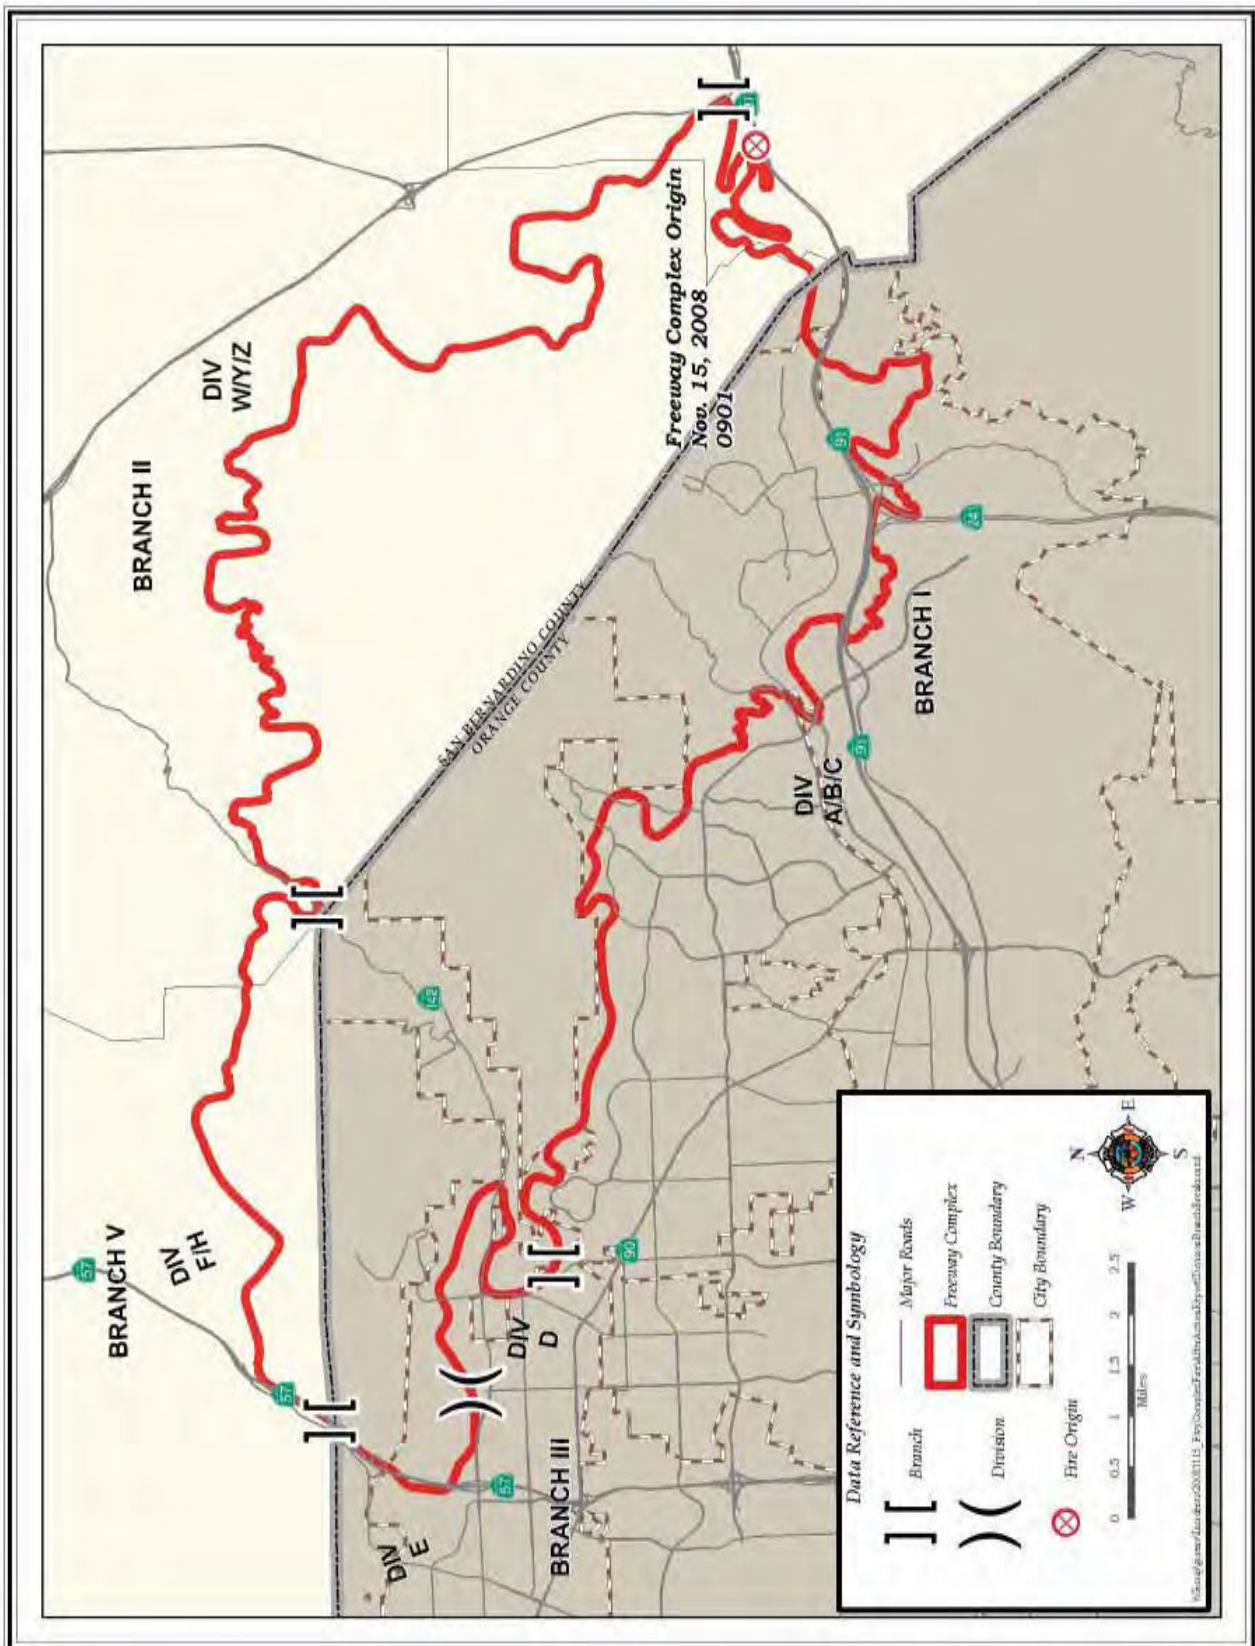 BRANCH V
57
DIV
F/H
57
BRANCH II
DIV
W/Y/Z
SAN BERNARDINO COUNTY
ORANGE COUNTY
Freeway Complex Origin
Nov. 15, 2008
0901
142
DIV
E
57
BRANCH III
DIV
D
90
DIV
A/B/C
91
BRANCH I
91
241
Data Reference and Symbology
Branch
Division
Fire Origin
Major Roads
Freeway Complex
County Boundary
City Boundary
0 0.5 1 1.5 2 2.5
Miles
N
W E
S